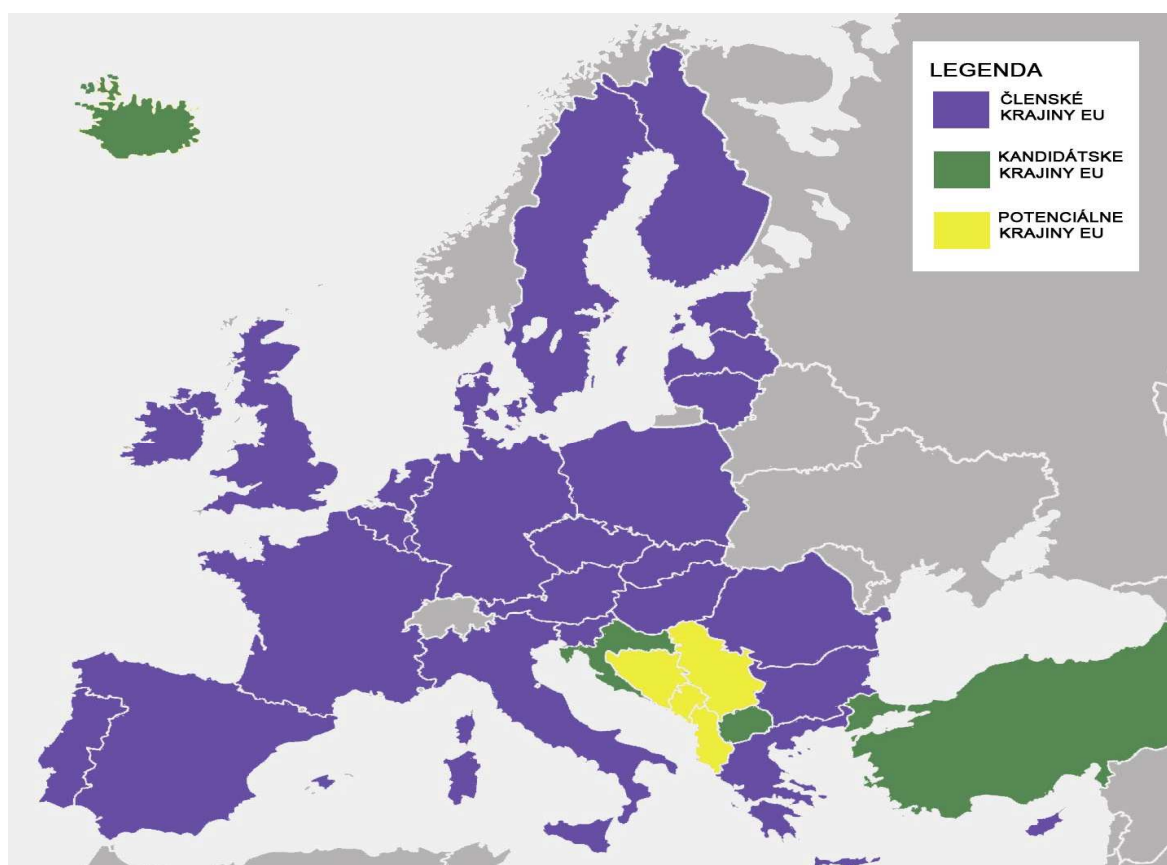 LEGENDA
ČLENSKÉ
KRAJINY EU
KANDIDÁTSKE
KRAJINY EU
POTENCIÁLNE
KRAJINY EU